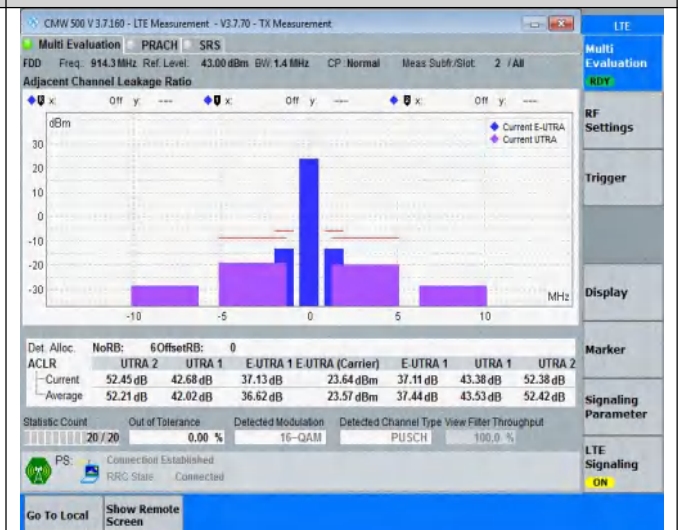 CMW 500 V 3.7.160 - LTE Measurement - V3.7.70 - TX Measurement
LTE
Multi Evaluation PRACH SRS
Multi Evaluation
RDY
FDD Freq.: 914.3 MHz Ref. Level: 43.00 dBm BW: 1.4 MHz CP: Normal Meas Subfr./Slot: 2 / All
Adjacent Channel Leakage Ratio
x: Off y: --- x: Off y: --- x: Off y: ---
dBm
Current E-UTRA
Current UTRA
30
20
10
0
-10
-20
-30
MHz
-10 -5 0 5 10
RF Settings
Trigger
Display
Marker
Signaling Parameter
LTE Signaling
ON
Det. Alloc. NoRB: 6 OffsetRB: 0
ACLR UTRA 2 UTRA 1 E-UTRA 1 E-UTRA (Carrier) E-UTRA 1 UTRA 1 UTRA 2
Current 52.45 dB 42.68 dB 37.13 dB 23.64 dBm 37.11 dB 43.38 dB 52.38 dB
Average 52.21 dB 42.02 dB 36.62 dB 23.57 dBm 37.44 dB 43.53 dB 52.42 dB
Statistic Count Out of Tolerance Detected Modulation Detected Channel Type View Filter Throughput
20 / 20 0.00 % 16-QAM PUSCH 100.0 %
PS: Connection Established
RRC State Connected
Go To Local Show Remote Screen